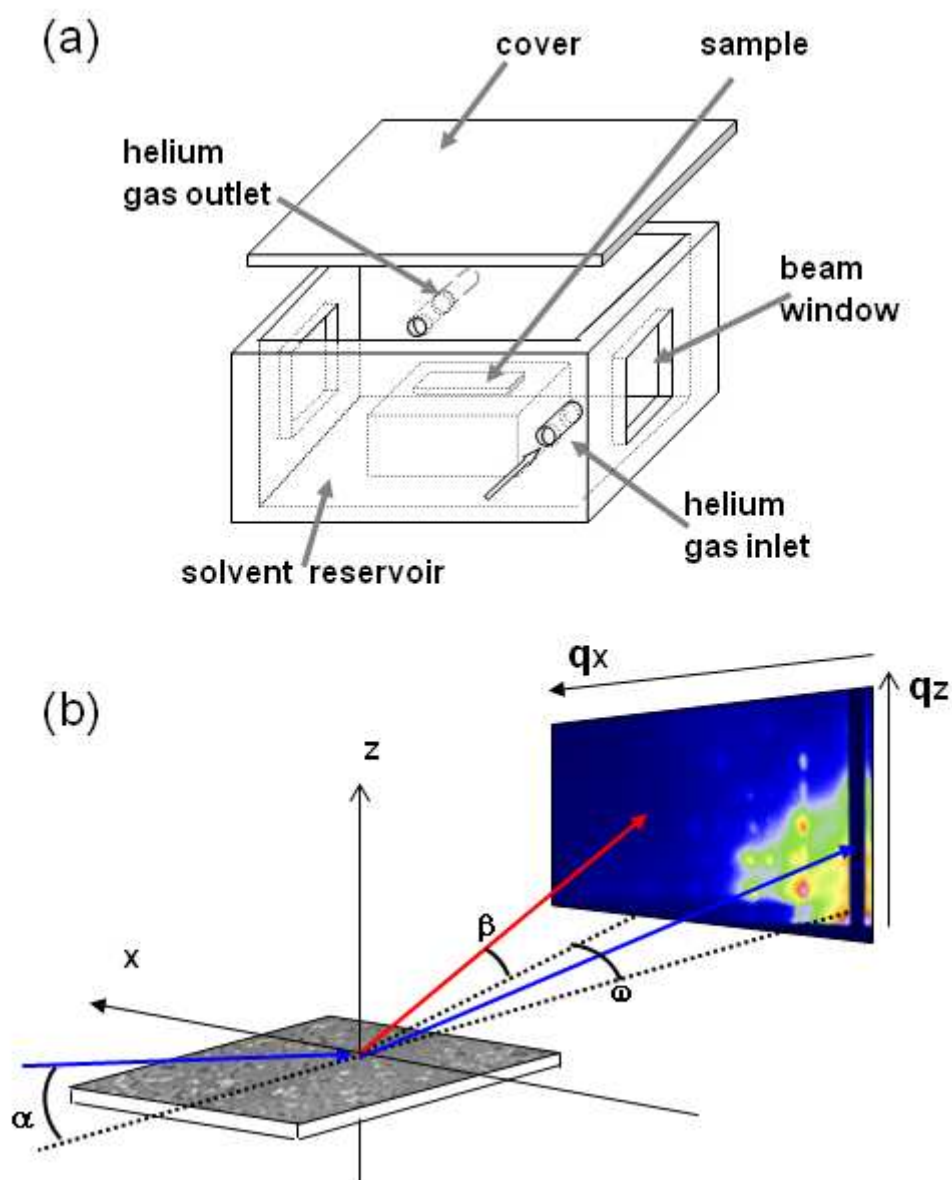 (a)
cover
sample
helium
gas outlet
beam
window
helium
gas inlet
solvent reservoir
(b)
qx
qz
z
x
β
ω
α